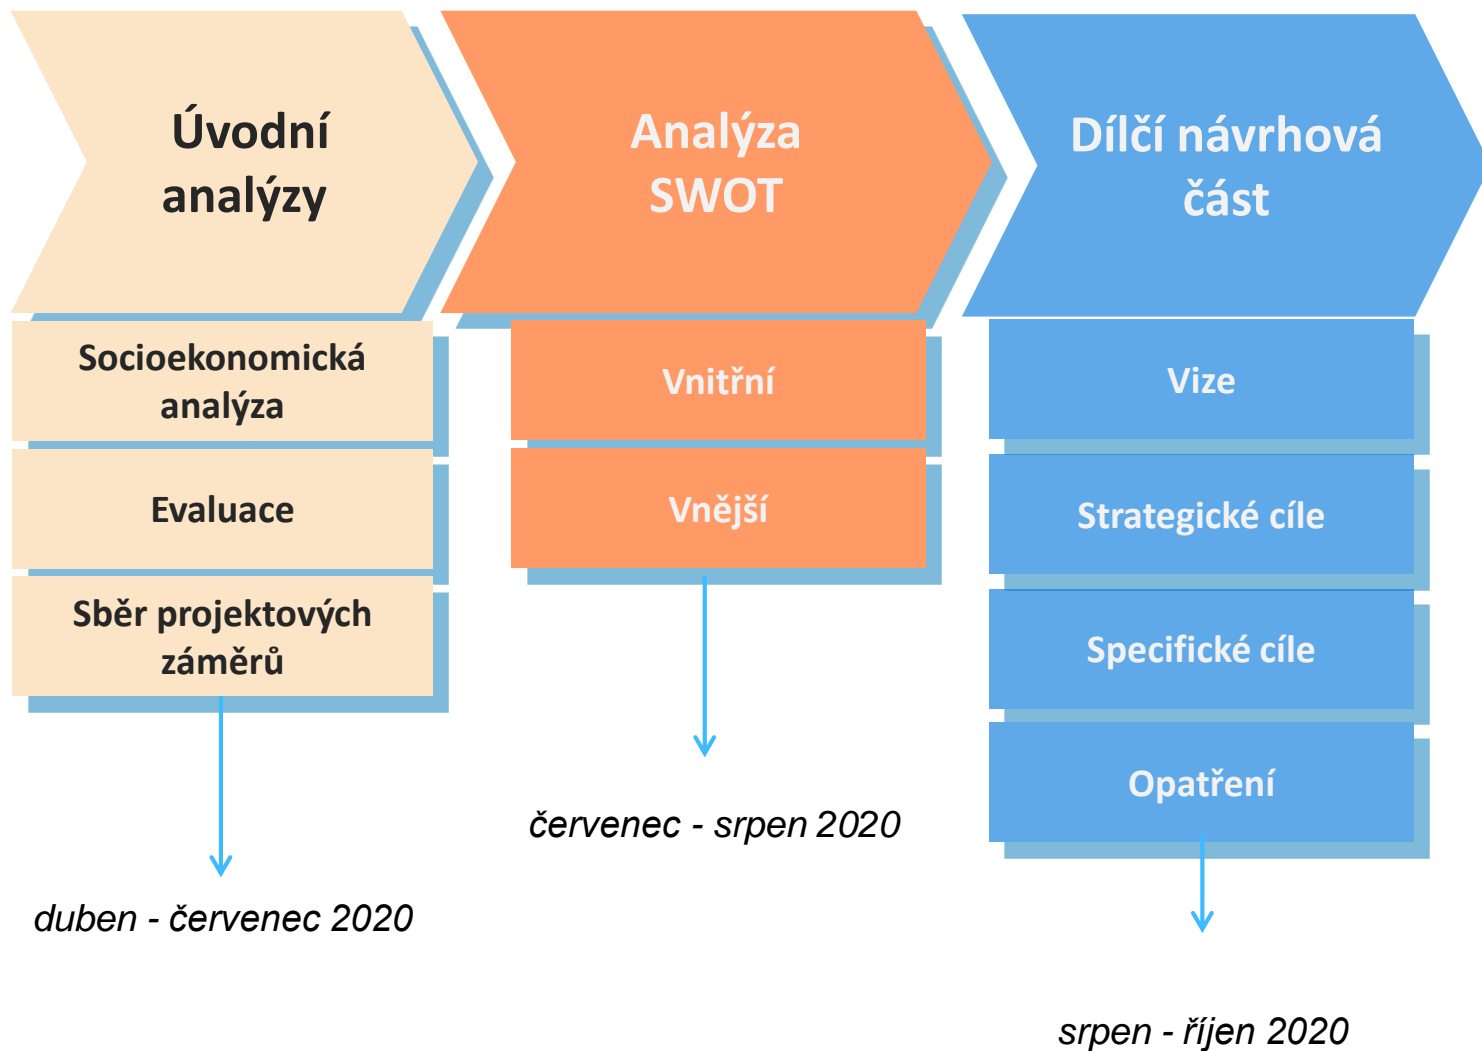 Úvodní
analýzy
Socioekonomická
analýza
Evaluace
Sběr projektových
záměrů
duben - červenec 2020
Analýza
SWOT
Vnitřní
Vnější
červenec - srpen 2020
Dílčí návrhová
část
Vize
Strategické cíle
Specifické cíle
Opatření
srpen - říjen 2020